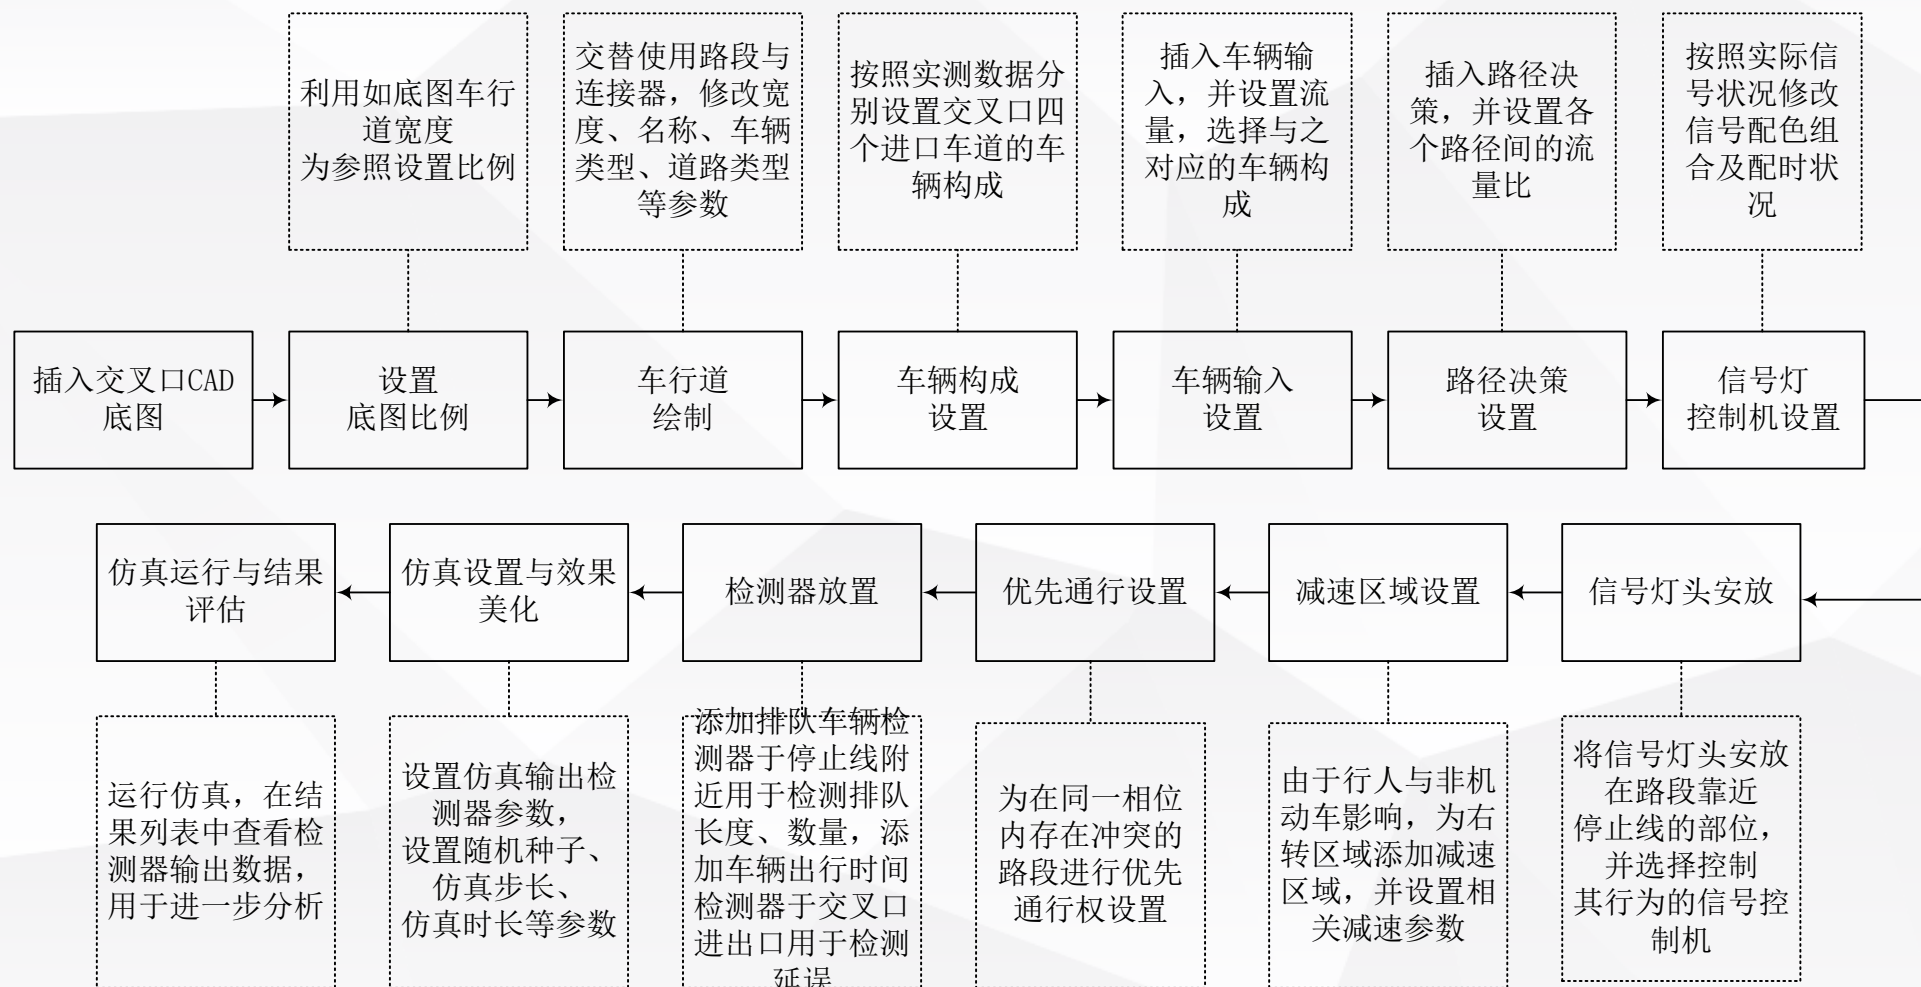 利用如底图车行
道宽度
为参照设置比例
交替使用路段与
连接器，修改宽
度、名称、车辆
类型、道路类型
等参数
按照实测数据分
别设置交叉口四
个进口车道的车
辆构成
插入车辆输
入，并设置流
量，选择与之
对应的车辆构
成
插入路径决
策，并设置各
个路径间的流
量比
按照实际信
号状况修改
信号配色组
合及配时状
况
插入交叉口CAD
底图
设置
底图比例
车行道
绘制
车辆构成
设置
车辆输入
设置
路径决策
设置
信号灯
控制机设置
仿真运行与结果
评估
仿真设置与效果
美化
检测器放置
优先通行设置
减速区域设置
信号灯头安放
运行仿真，在结
果列表中查看检
测器输出数据，
用于进一步分析
设置仿真输出检
测器参数，
设置随机种子、
仿真步长、
仿真时长等参数
添加排队车辆检
测器于停止线附
近用于检测排队
长度、数量，添
加车辆出行时间
检测器于交叉口
进出口用于检测
延误
为在同一相位
内存在冲突的
路段进行优先
通行权设置
由于行人与非机
动车影响，为右
转区域添加减速
区域，并设置相
关减速参数
将信号灯头安放
在路段靠近
停止线的部位，
并选择控制
其行为的信号控
制机